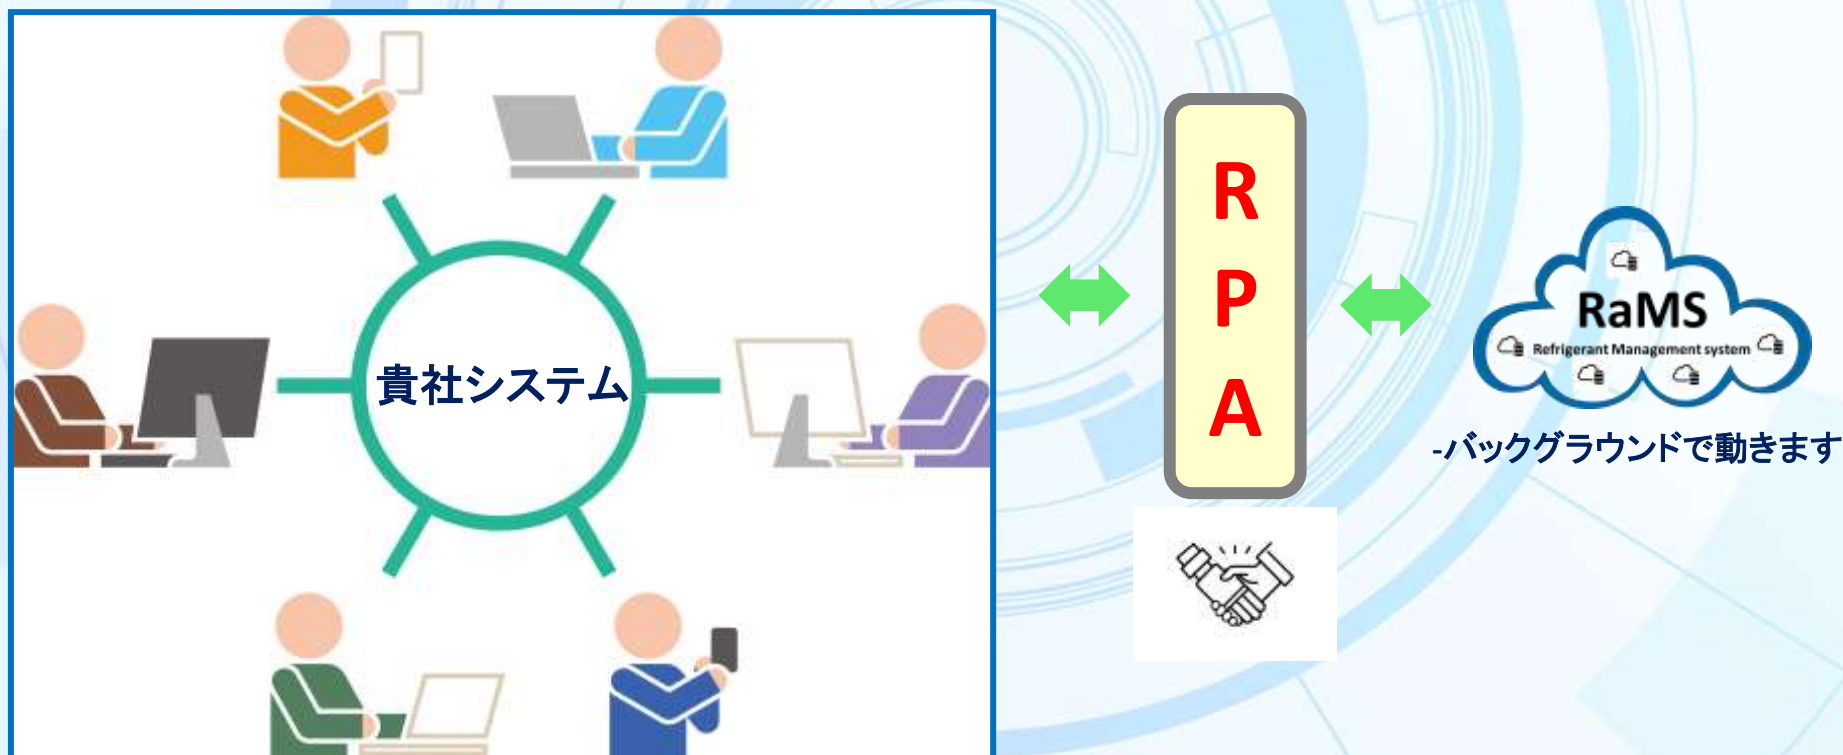 貴社システム
R
P
A
RaMS
Refrigerant Management system
-バックグラウンドで動きます